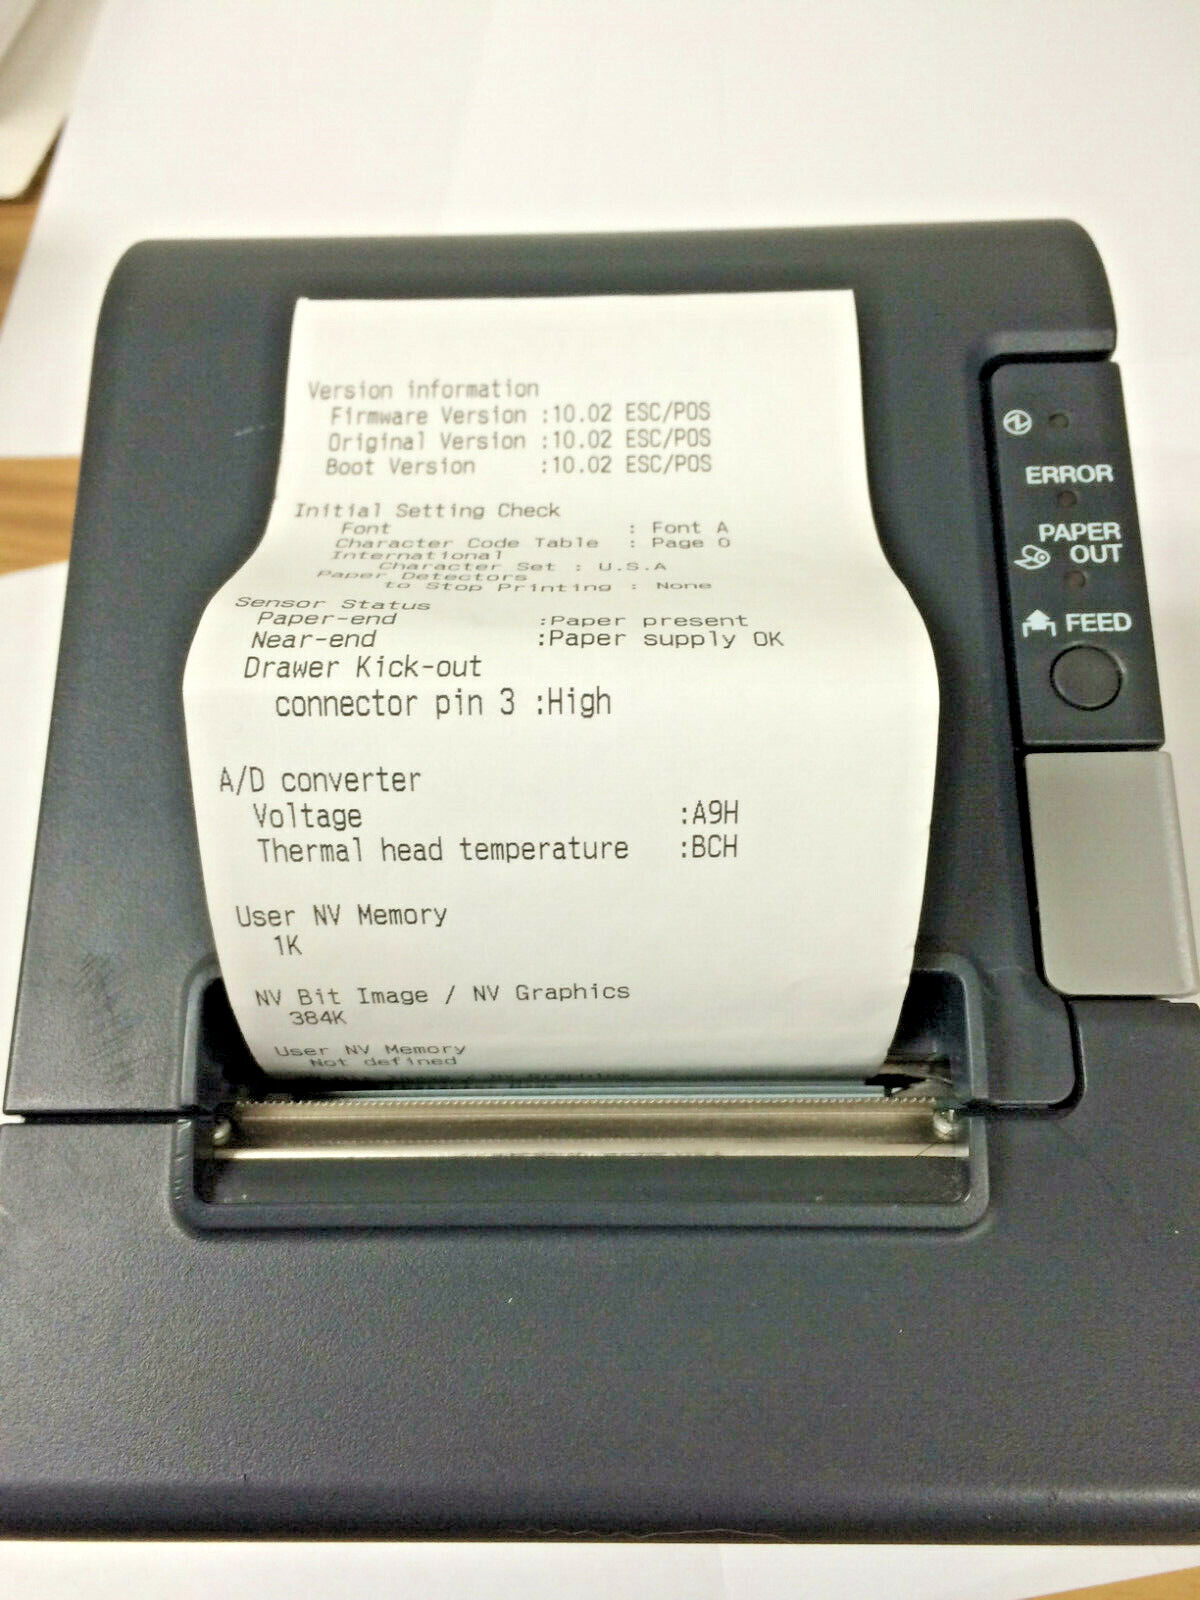 Version information
Firmware Version :10.02 ESC/POS
Original Version :10.02 ESC/POS
Boot Version :10.02 ESC/POS
Initial Setting Check
Font : Font A
Character Code Table : Page 0
International
Character Set : U.S.A
Paper Detectors
to Stop Printing : None
Sensor Status
Paper-end :Paper present
Near-end :Paper supply OK
Drawer Kick-out
connector pin 3 :High
A/D converter
Voltage :A9H
Thermal head temperature :BCH
User NV Memory
1K
NV Bit Image / NV Graphics
384K
User NV Memory
Not defined
ERROR
PAPER
OUT
FEED